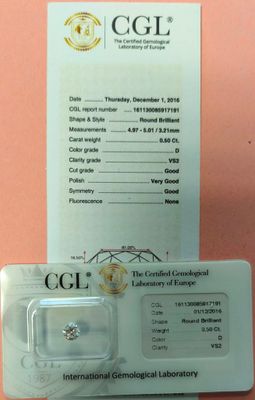 CGL®
The Certified Gemological
Laboratory of Europe
Date Thursday, December 1, 2016
CGL report number 161130085917191
Shape & Style Round Brilliant
Measurements 4.97 - 5.01 / 3.21mm
Carat weight 0.50 Ct.
Color grade D
Clarity grade VS2
Cut grade Good
Polish Very Good
Symmetry Good
Fluorescence None
CGL®
The Certified Gemological
Laboratory of Europe
CGL 161130085917191
Date 01/12/2016
Shape Round Brilliant
Weight 0.50 Ct.
Color D
Clarity VS2
1987
International Gemological Laboratory